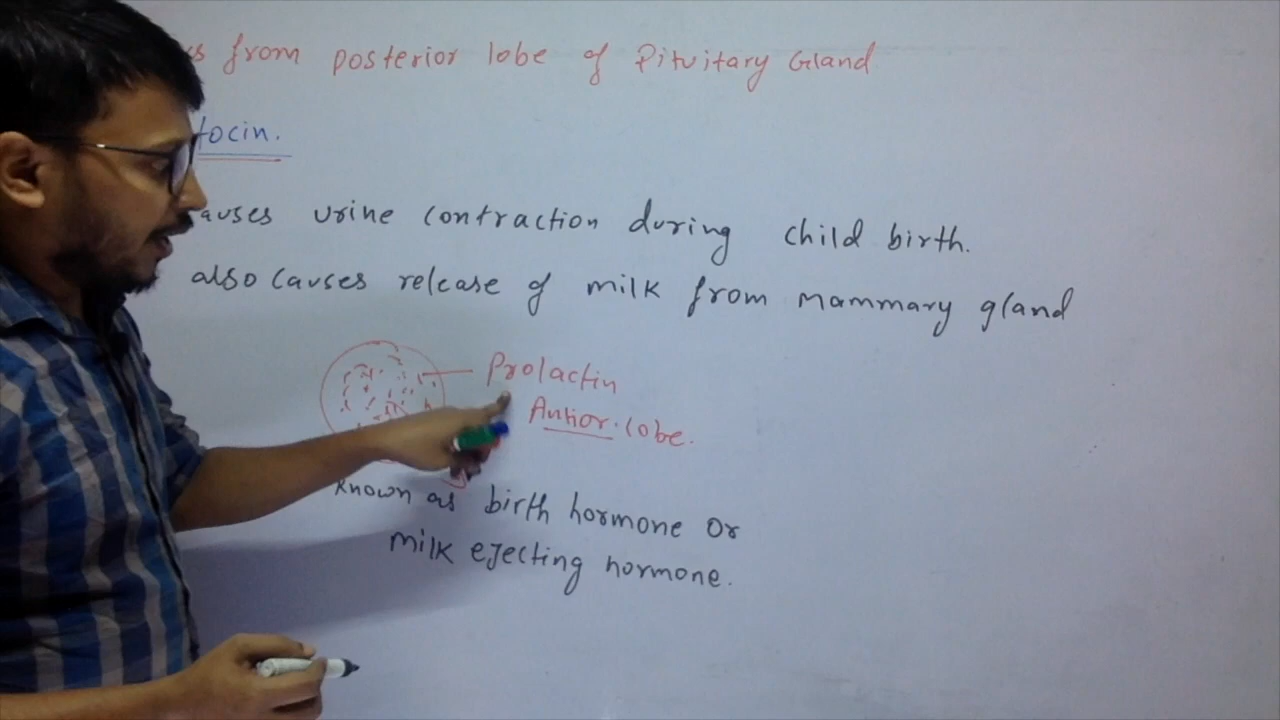 from posterior lobe of Pituitary Gland
tocin.
auses urine contraction during child birth.
also causes release of milk from mammary gland
Prolactin
Antior. lobe.
known as birth hormone or
milk ejecting hormone.